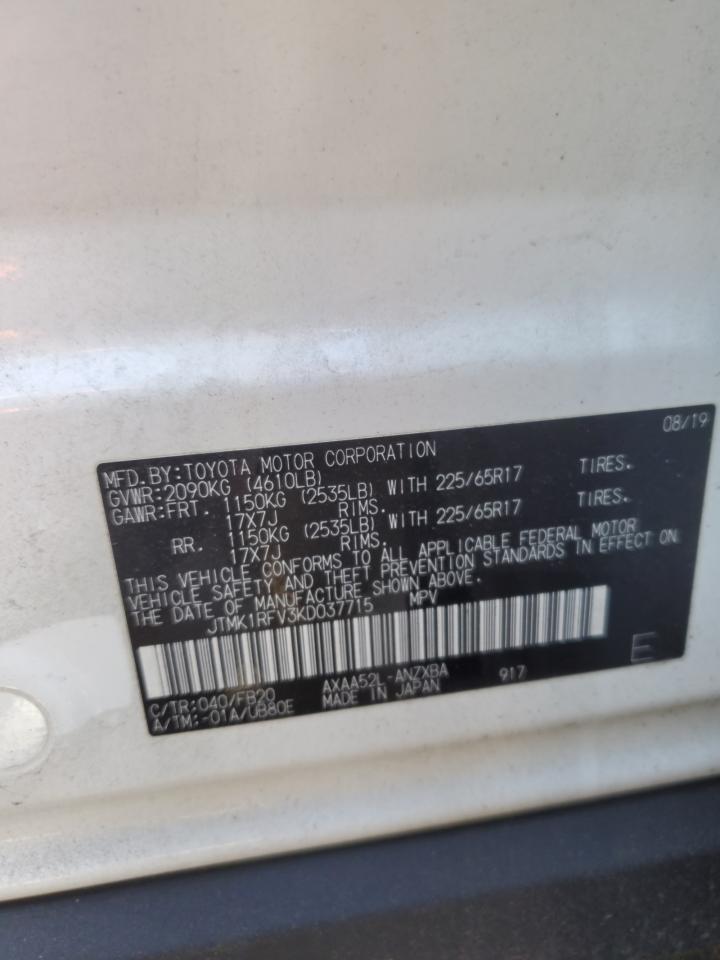 08/19
MFD.BY:TOYOTA MOTOR CORPORATION
GVWR:2090KG (4610LB)
GAWR:FRT. 1150KG (2535LB) WITH 225/65R17 TIRES.
17X7J RIMS.
RR. 1150KG (2535LB) WITH 225/65R17 TIRES.
17X7J RIMS.
THIS VEHICLE CONFORMS TO ALL APPLICABLE FEDERAL MOTOR
VEHICLE SAFETY AND THEFT PREVENTION STANDARDS IN EFFECT ON
THE DATE OF MANUFACTURE SHOWN ABOVE.
JTMK1RFV3KD037715 MPV
E
C/TR:040/FB20 AXAA52L-ANZXBA 917
A/TM:-01A/UB80E MADE IN JAPAN